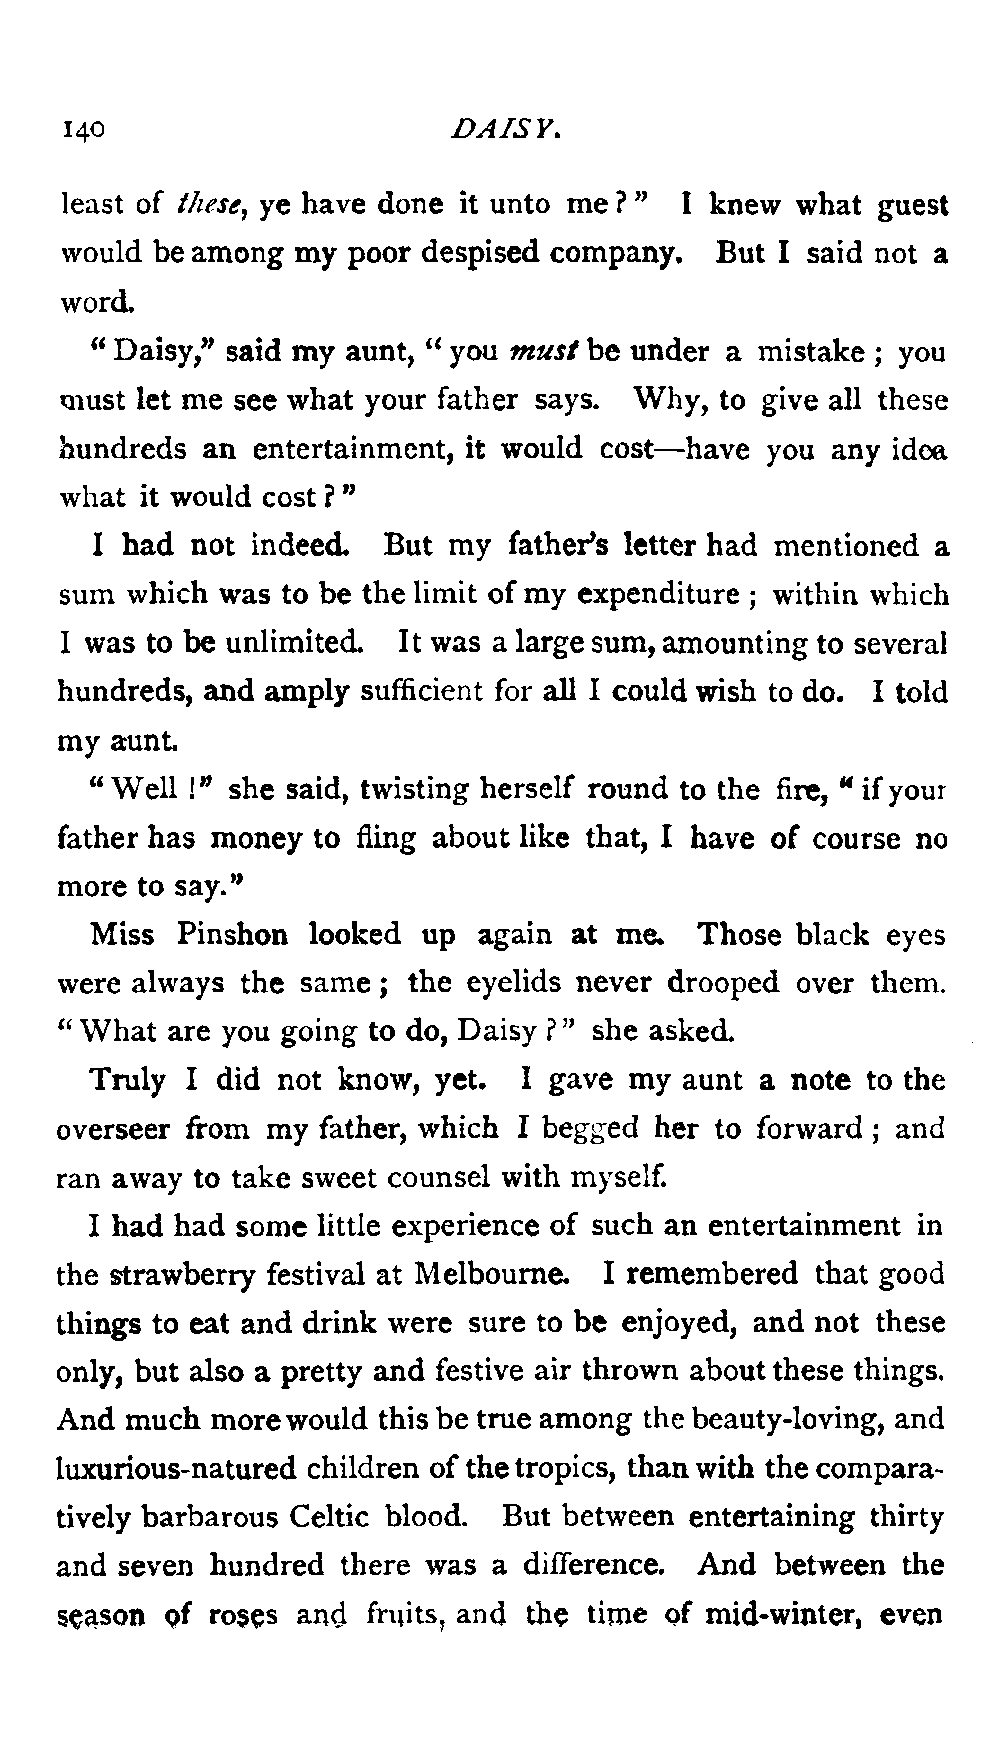 140 DAISY.
least of these, ye have done it unto me?" I knew what guest
would be among my poor despised company. But I said not a
word.
"Daisy," said my aunt, "you must be under a mistake; you
must let me see what your father says. Why, to give all these
hundreds an entertainment, it would cost—have you any idea
what it would cost?"
I had not indeed. But my father's letter had mentioned a
sum which was to be the limit of my expenditure; within which
I was to be unlimited. It was a large sum, amounting to several
hundreds, and amply sufficient for all I could wish to do. I told
my aunt.
"Well!" she said, twisting herself round to the fire, "if your
father has money to fling about like that, I have of course no
more to say."
Miss Pinshon looked up again at me. Those black eyes
were always the same; the eyelids never drooped over them.
"What are you going to do, Daisy?" she asked.
Truly I did not know, yet. I gave my aunt a note to the
overseer from my father, which I begged her to forward; and
ran away to take sweet counsel with myself.
I had had some little experience of such an entertainment in
the strawberry festival at Melbourne. I remembered that good
things to eat and drink were sure to be enjoyed, and not these
only, but also a pretty and festive air thrown about these things.
And much more would this be true among the beauty-loving, and
luxurious-natured children of the tropics, than with the compara-
tively barbarous Celtic blood. But between entertaining thirty
and seven hundred there was a difference. And between the
season of roses and fruits, and the time of mid-winter, even